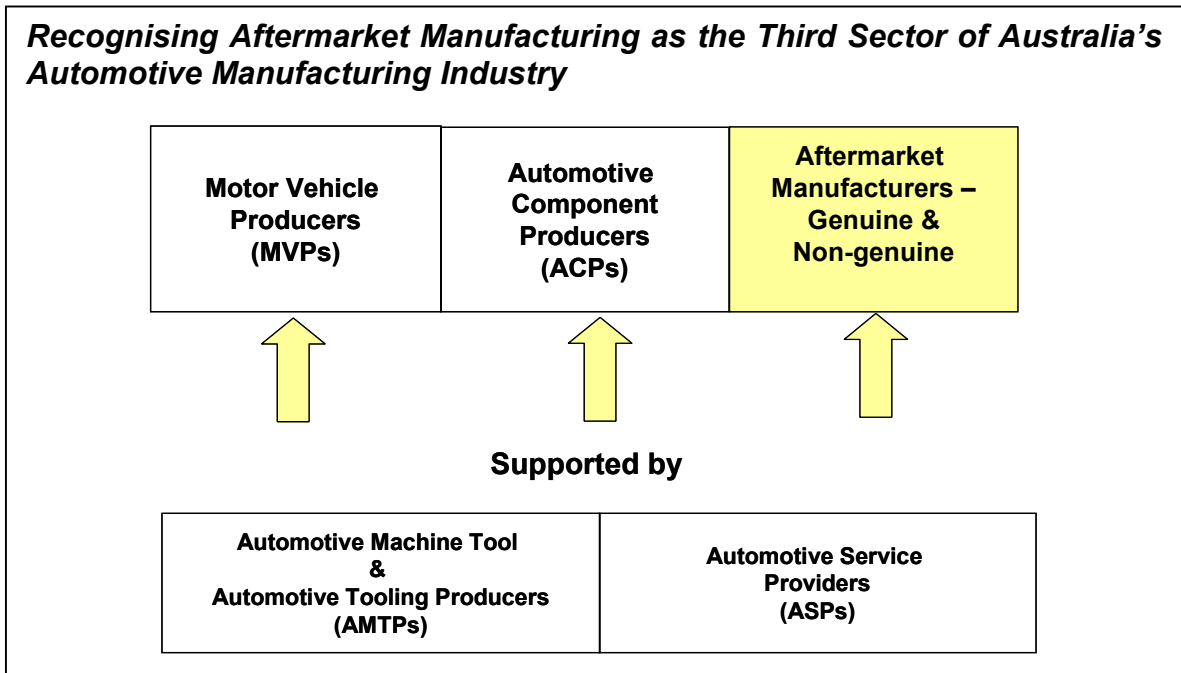 Recognising Aftermarket Manufacturing as the Third Sector of Australia’s
Automotive Manufacturing Industry
Motor Vehicle
Producers
(MVPs)
Automotive
Component
Producers
(ACPs)
Aftermarket
Manufacturers –
Genuine &
Non-genuine
Supported by
Automotive Machine Tool
&
Automotive Tooling Producers
(AMTPs)
Automotive Service
Providers
(ASPs)